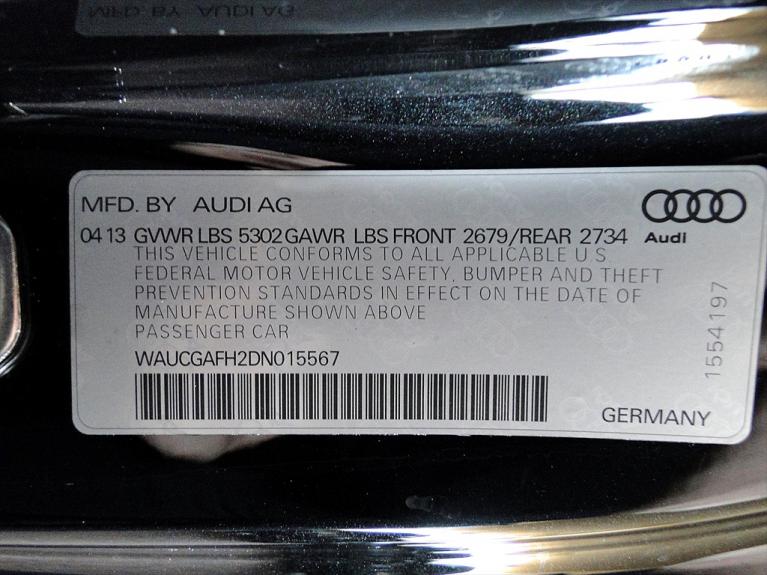 MFD. BY AUDI AG
04 13 GVWR LBS 5302 GAWR LBS FRONT 2679/REAR 2734
Audi
THIS VEHICLE CONFORMS TO ALL APPLICABLE U.S.
FEDERAL MOTOR VEHICLE SAFETY, BUMPER AND THEFT
PREVENTION STANDARDS IN EFFECT ON THE DATE OF
MANUFACTURE SHOWN ABOVE
PASSENGER CAR
WAUCGAFH2DN015567
GERMANY
1554197